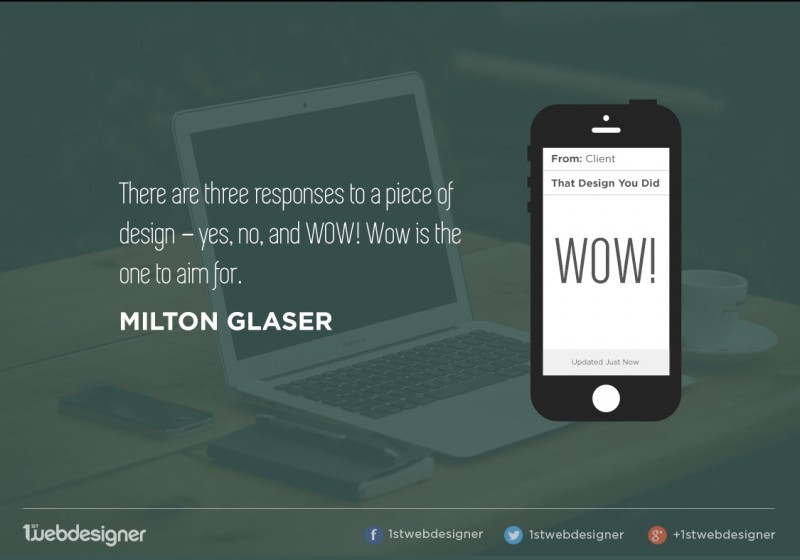 There are three responses to a piece of
design – yes, no, and WOW! Wow is the
one to aim for.
MILTON GLASER
From: Client
That Design You Did
WOW!
Updated Just Now
1STwebdesigner
f 1stwebdesigner
1stwebdesigner
g+ +1stwebdesigner